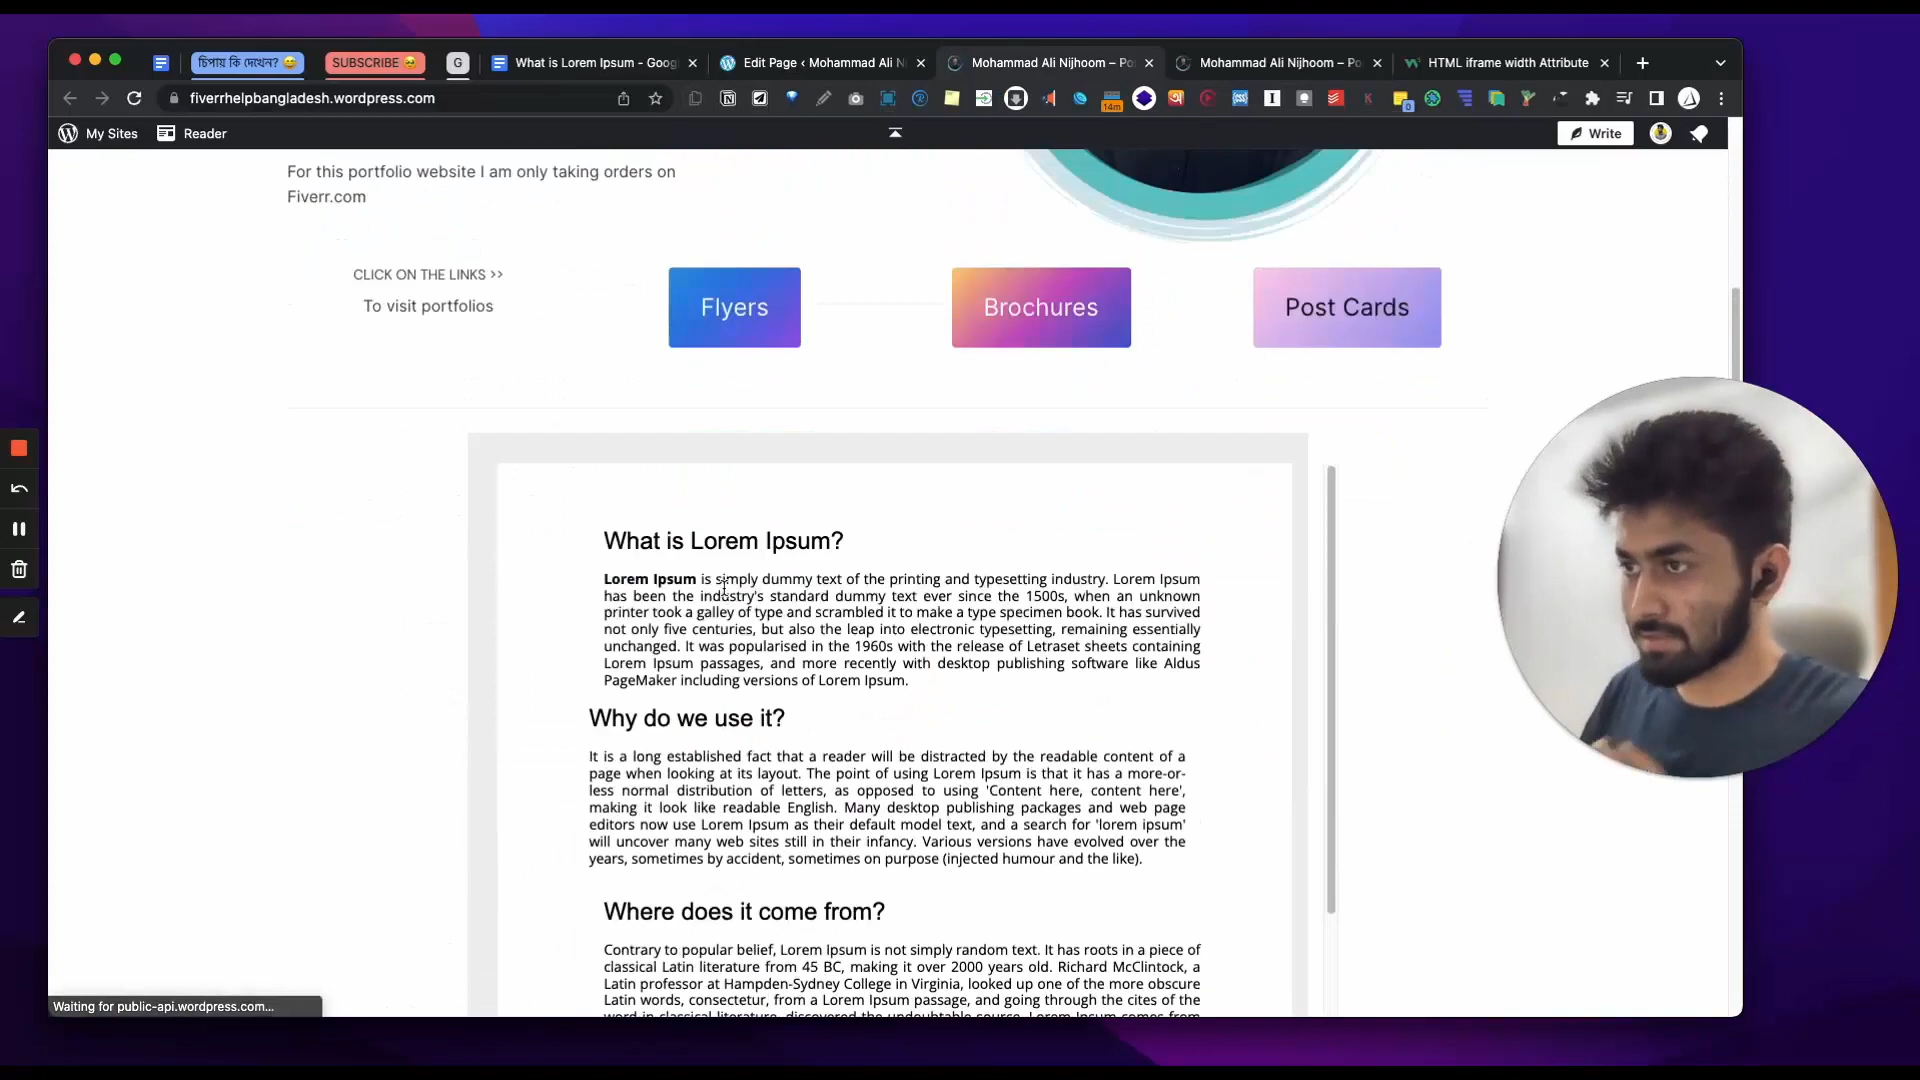 চিপায় কি দেখেন? 😅
SUBSCRIBE 🥺
G
What is Lorem Ipsum - Goog
Edit Page ‹ Mohammad Ali N
Mohammad Ali Nijhoom – Po
Mohammad Ali Nijhoom – Po
HTML iframe width Attribute
fiverrhelpbangladesh.wordpress.com
14m
My Sites
Reader
Write
For this portfolio website I am only taking orders on
Fiverr.com
CLICK ON THE LINKS >>
To visit portfolios
Flyers
Brochures
Post Cards
What is Lorem Ipsum?
Lorem Ipsum is simply dummy text of the printing and typesetting industry. Lorem Ipsum
has been the industry's standard dummy text ever since the 1500s, when an unknown
printer took a galley of type and scrambled it to make a type specimen book. It has survived
not only five centuries, but also the leap into electronic typesetting, remaining essentially
unchanged. It was popularised in the 1960s with the release of Letraset sheets containing
Lorem Ipsum passages, and more recently with desktop publishing software like Aldus
PageMaker including versions of Lorem Ipsum.
Why do we use it?
It is a long established fact that a reader will be distracted by the readable content of a
page when looking at its layout. The point of using Lorem Ipsum is that it has a more-or-
less normal distribution of letters, as opposed to using 'Content here, content here',
making it look like readable English. Many desktop publishing packages and web page
editors now use Lorem Ipsum as their default model text, and a search for 'lorem ipsum'
will uncover many web sites still in their infancy. Various versions have evolved over the
years, sometimes by accident, sometimes on purpose (injected humour and the like).
Where does it come from?
Contrary to popular belief, Lorem Ipsum is not simply random text. It has roots in a piece of
classical Latin literature from 45 BC, making it over 2000 years old. Richard McClintock, a
Latin professor at Hampden-Sydney College in Virginia, looked up one of the more obscure
Latin words, consectetur, from a Lorem Ipsum passage, and going through the cites of the
word in classical literature, discovered the undoubtable source. Lorem Ipsum comes from
Waiting for public-api.wordpress.com...